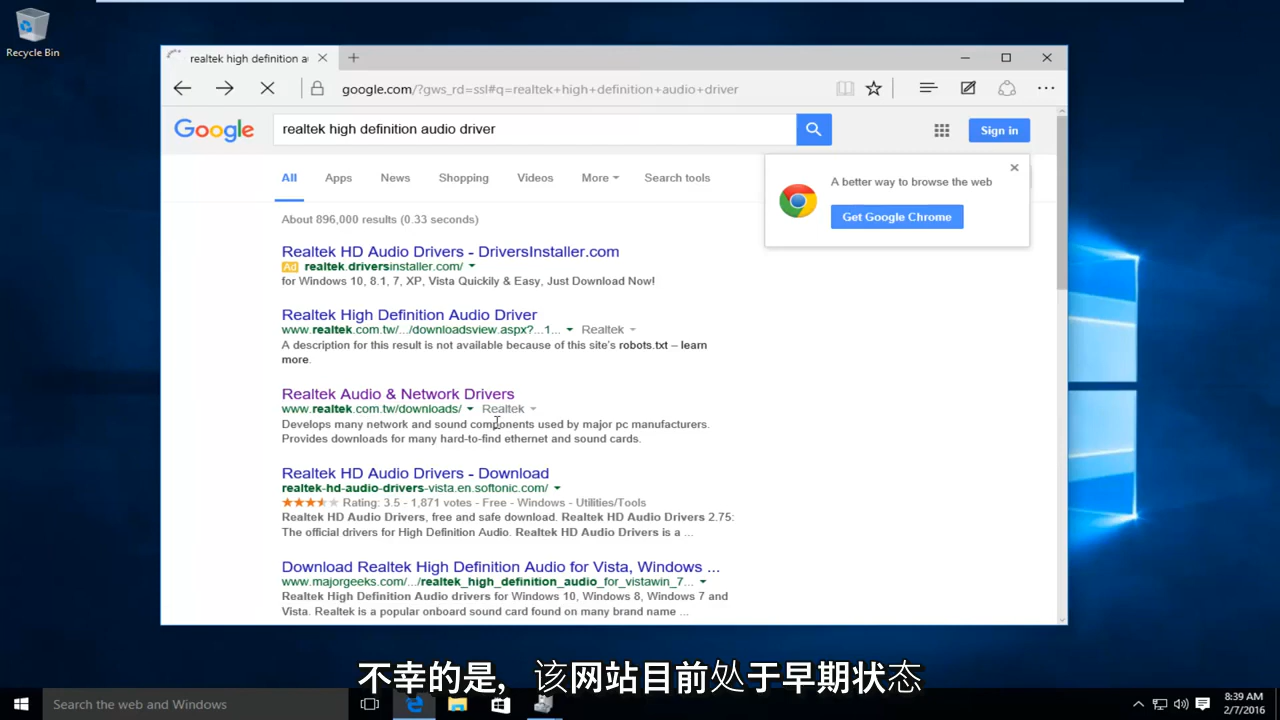 Recycle Bin
realtek high definition a
google.com/?gws_rd=ssl#q=realtek+high+definition+audio+driver
Google
realtek high definition audio driver
Sign in
All Apps News Shopping Videos More Search tools
A better way to browse the web
Get Google Chrome
About 896,000 results (0.33 seconds)
Realtek HD Audio Drivers - DriversInstaller.com
Ad realtek.driversinstaller.com/
for Windows 10, 8.1, 7, XP, Vista Quickily & Easy, Just Download Now!
Realtek High Definition Audio Driver
www.realtek.com.tw/.../downloadsview.aspx?...1... Realtek
A description for this result is not available because of this site's robots.txt – learn
more.
Realtek Audio & Network Drivers
www.realtek.com.tw/downloads/ Realtek
Develops many network and sound components used by major pc manufacturers.
Provides downloads for many hard-to-find ethernet and sound cards.
Realtek HD Audio Drivers - Download
realtek-hd-audio-drivers-vista.en.softonic.com/
Rating: 3.5 - 1,871 votes - Free - Windows - Utilities/Tools
Realtek HD Audio Drivers, free and safe download. Realtek HD Audio Drivers 2.75:
The official drivers for High Definition Audio. Realtek HD Audio Drivers is a ...
Download Realtek High Definition Audio for Vista, Windows ...
www.majorgeeks.com/.../realtek_high_definition_audio_for_vistawin_7...
Realtek High Definition Audio drivers for Windows 10, Windows 8, Windows 7 and
Vista. Realtek is a popular onboard sound card found on many brand name ...
不幸的是, 该网站目前处于早期状态
Search the web and Windows
8:39 AM
2/7/2016